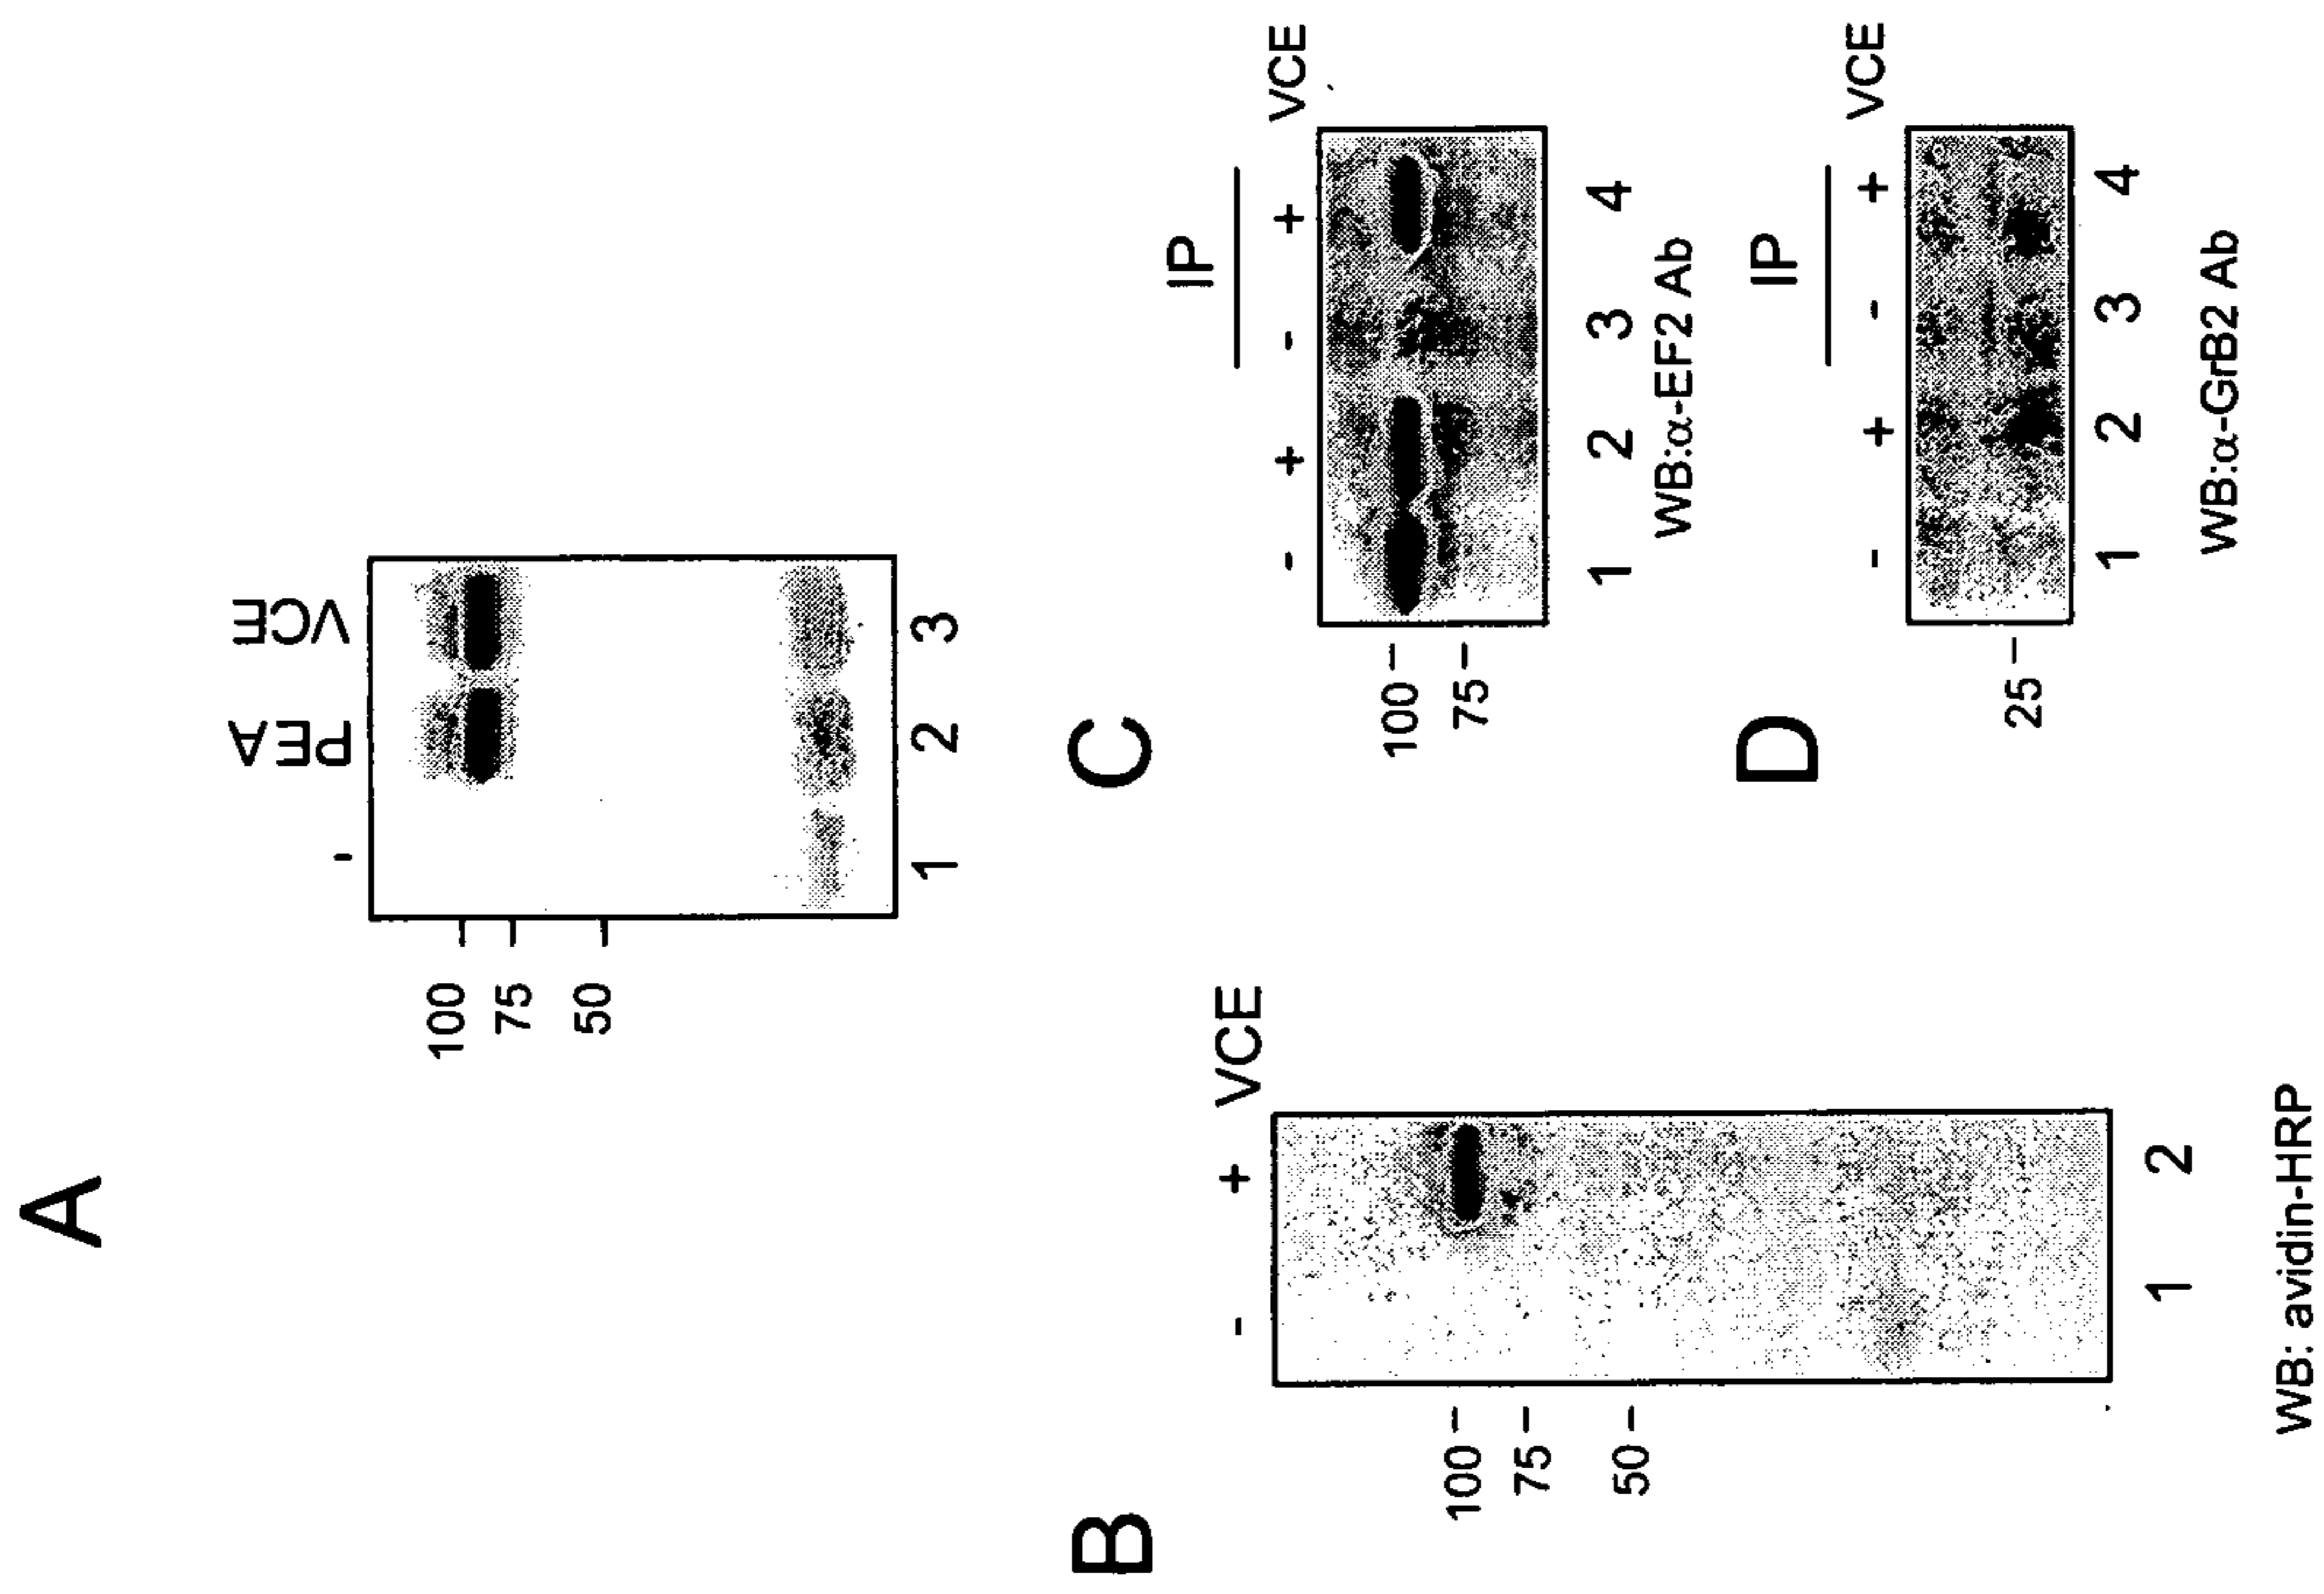 A
- PEA VCE
100
75
50
1 2 3
B
- + VCE
100 -
75 -
50 -
1 2
WB: avidin-HRP
C
IP
- + - + VCE
100 -
75 -
1 2 3 4
WB:α-EF2 Ab
D
IP
- + - + VCE
25 -
1 2 3 4
WB:α-GrB2 Ab